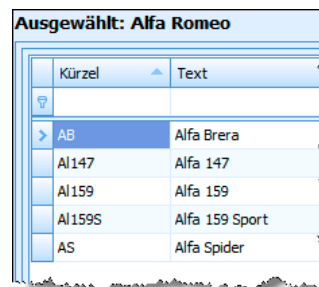 Ausgewählt: Alfa Romeo
Kürzel Text
AB Alfa Brera
Al147 Alfa 147
Al159 Alfa 159
Al159S Alfa 159 Sport
AS Alfa Spider